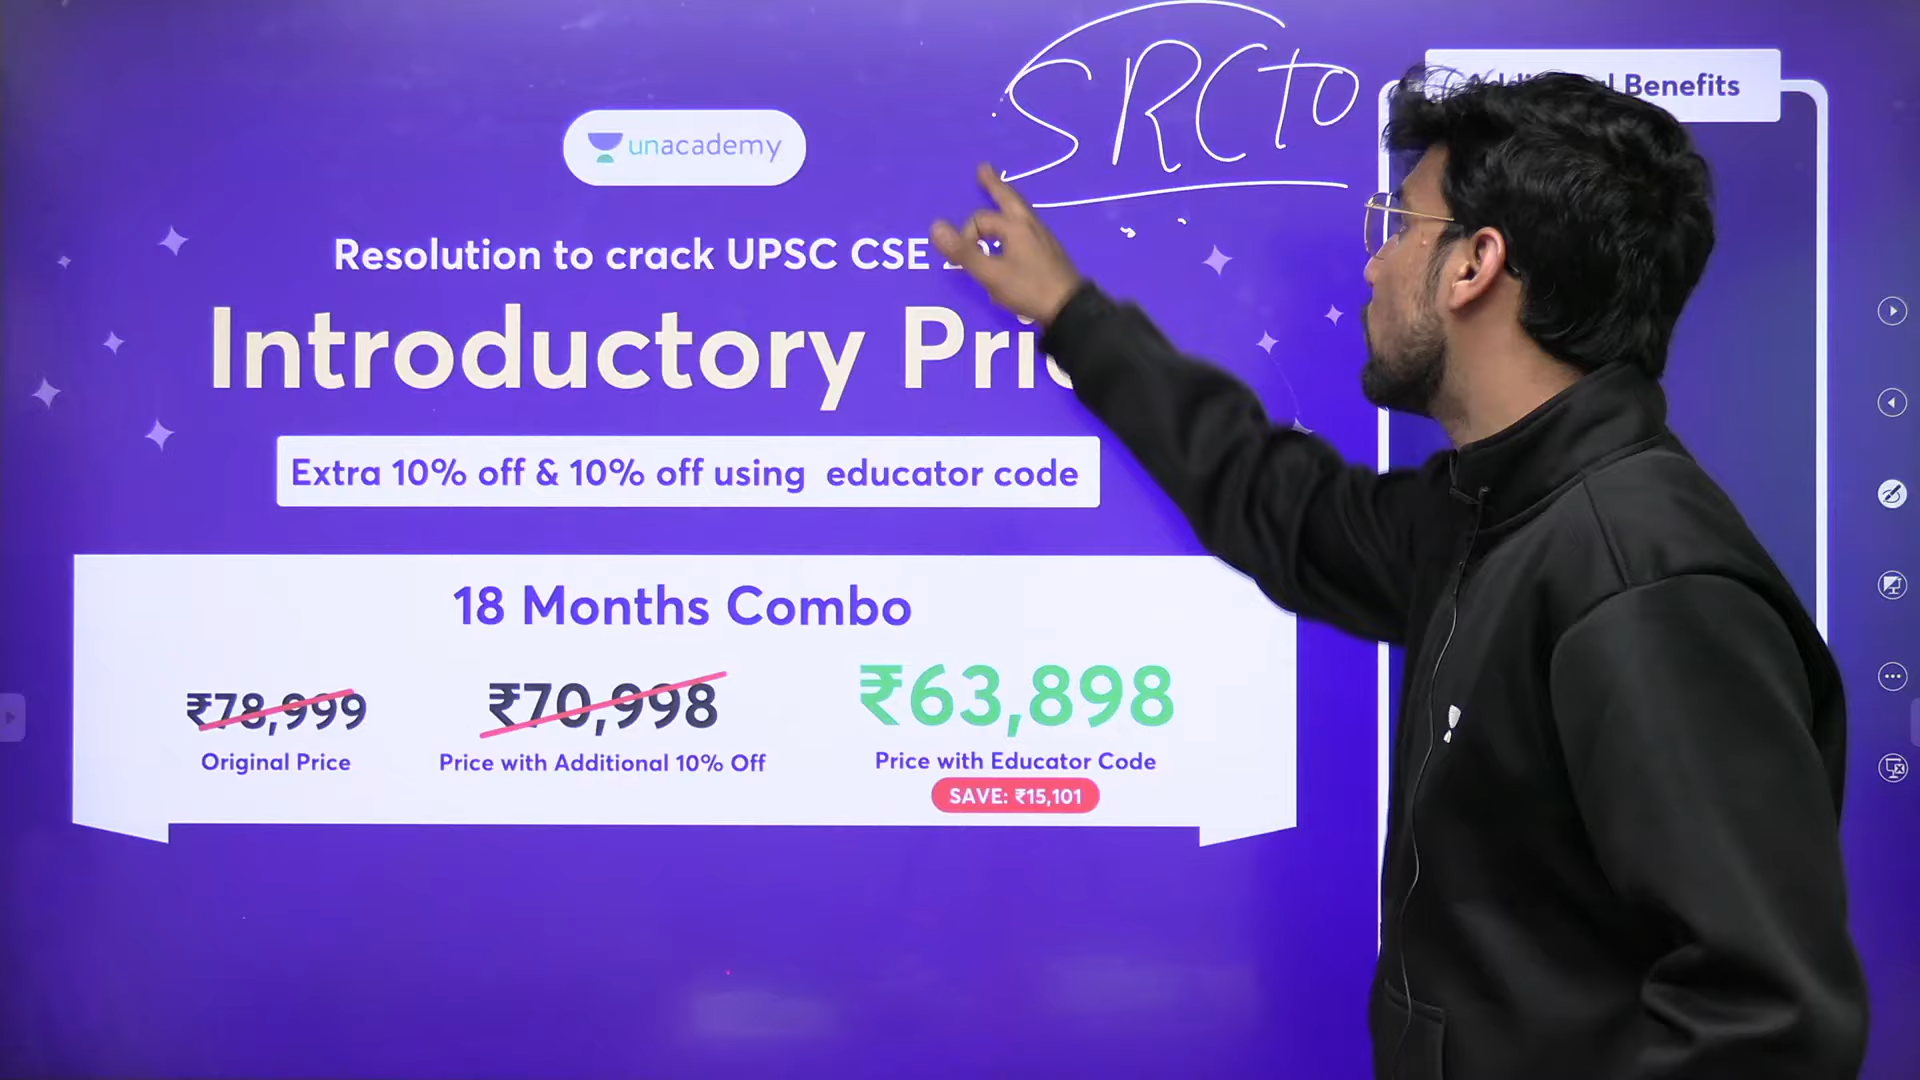 SRCTO
Additional Benefits
unacademy
Resolution to crack UPSC CSE
Introductory
Extra 10% off & 10% off using educator code
18 Months Combo
₹78,999
Original Price
₹70,998
Price with Additional 10% Off
₹63,898
Price with Educator Code
SAVE: ₹15,101